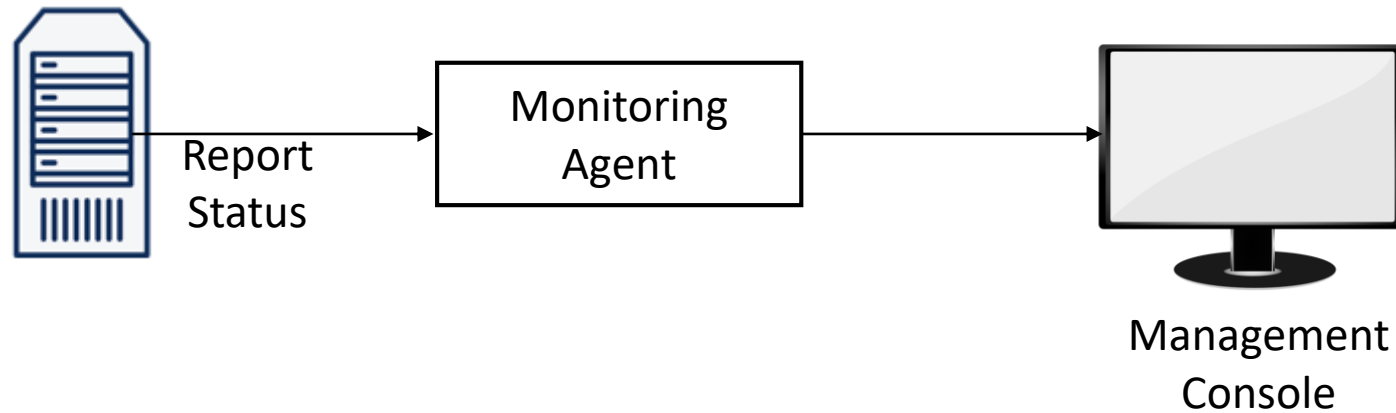 Report
Status
Monitoring
Agent
Management
Console